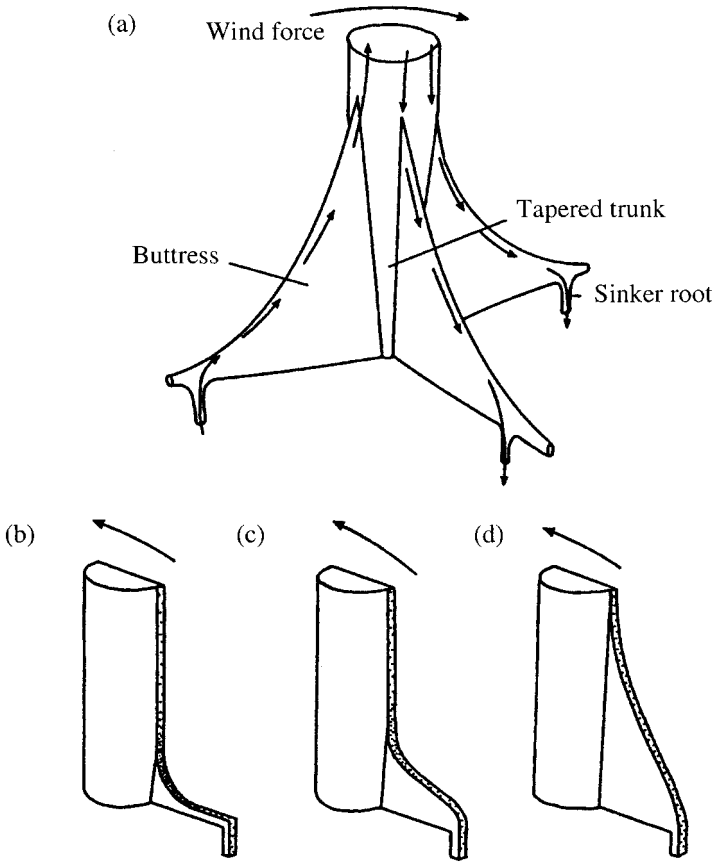 (a)
Wind force
Tapered trunk
Buttress
Sinker root
(b)
(c)
(d)